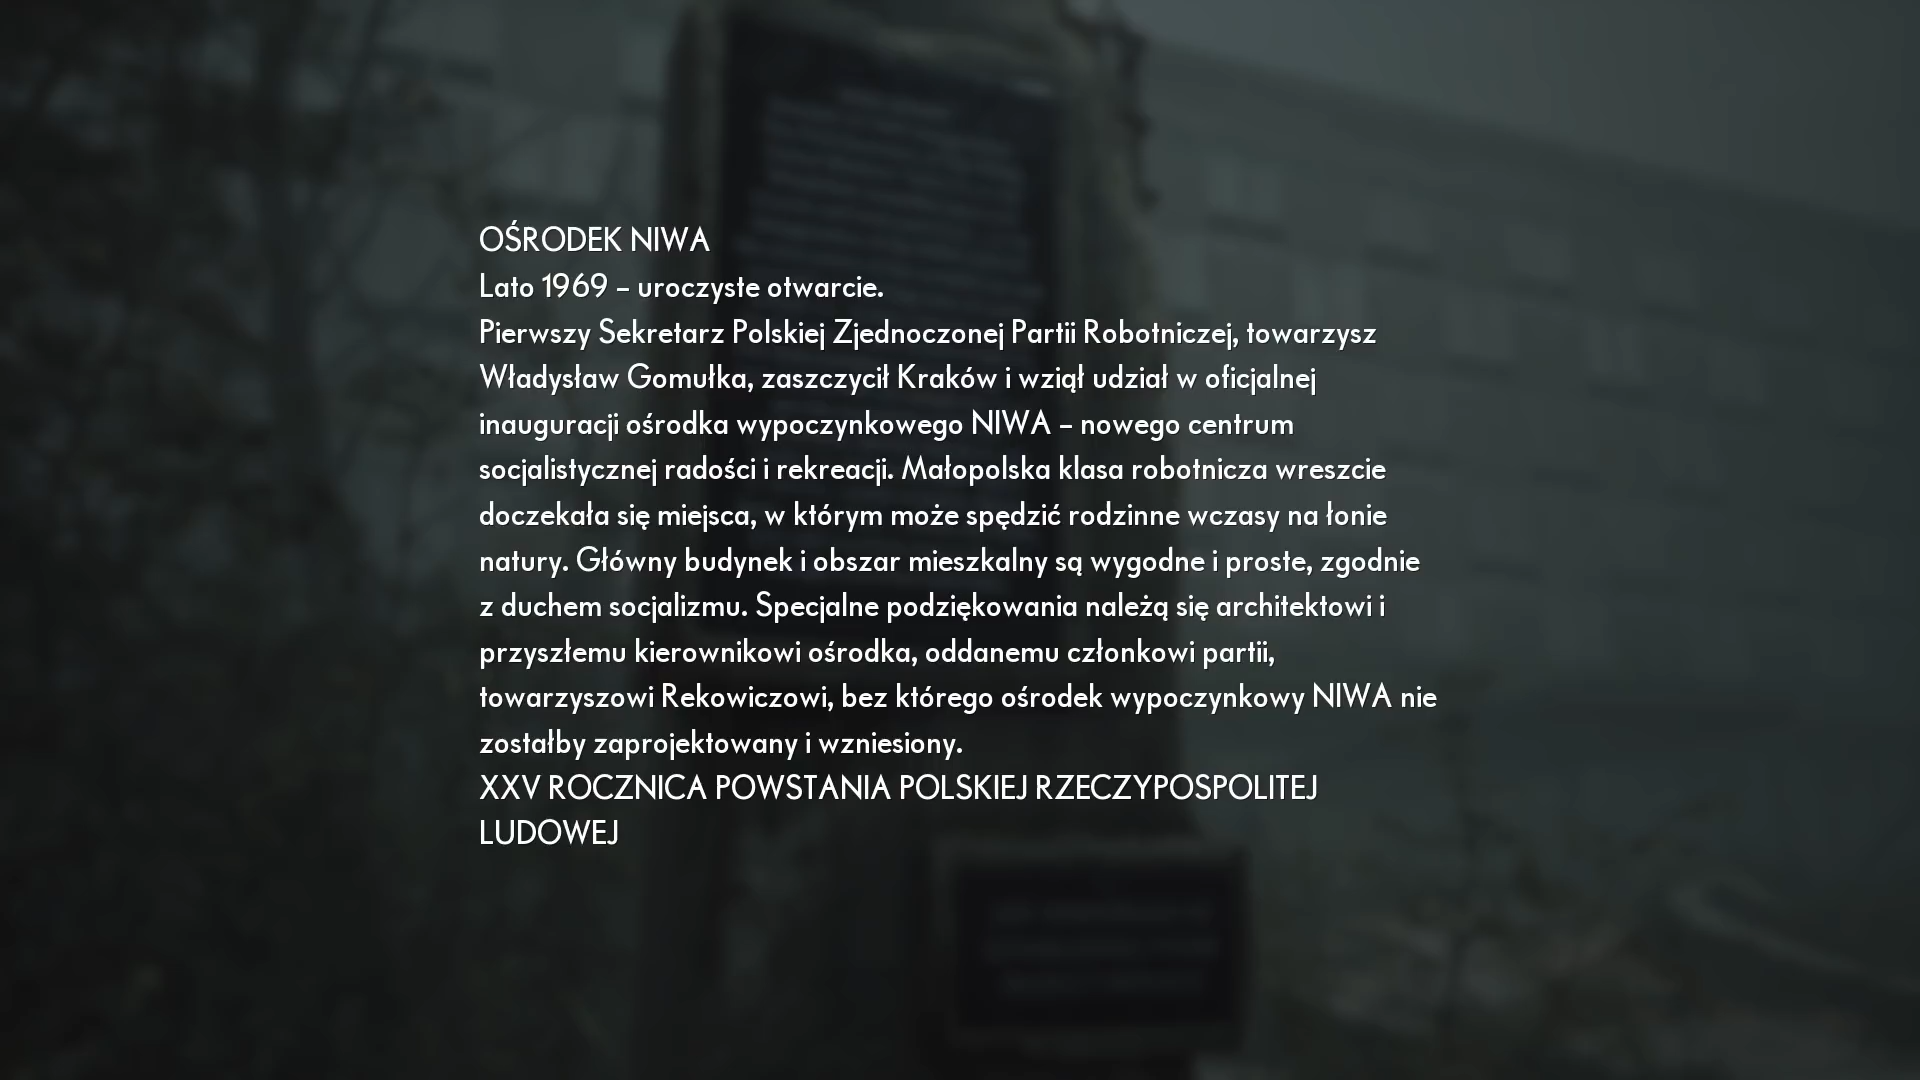 OŚRODEK NIWA
Lato 1969 – uroczyste otwarcie.
Pierwszy Sekretarz Polskiej Zjednoczonej Partii Robotniczej, towarzysz
Władysław Gomułka, zaszczycił Kraków i wziął udział w oficjalnej
inauguracji ośrodka wypoczynkowego NIWA – nowego centrum
socjalistycznej radości i rekreacji. Małopolska klasa robotnicza wreszcie
doczekała się miejsca, w którym może spędzić rodzinne wczasy na łonie
natury. Główny budynek i obszar mieszkalny są wygodne i proste, zgodnie
z duchem socjalizmu. Specjalne podziękowania należą się architektowi i
przyszłemu kierownikowi ośrodka, oddanemu członkowi partii,
towarzyszowi Rekowiczowi, bez którego ośrodek wypoczynkowy NIWA nie
zostałby zaprojektowany i wzniesiony.
XXV ROCZNICA POWSTANIA POLSKIEJ RZECZYPOSPOLITEJ
LUDOWEJ